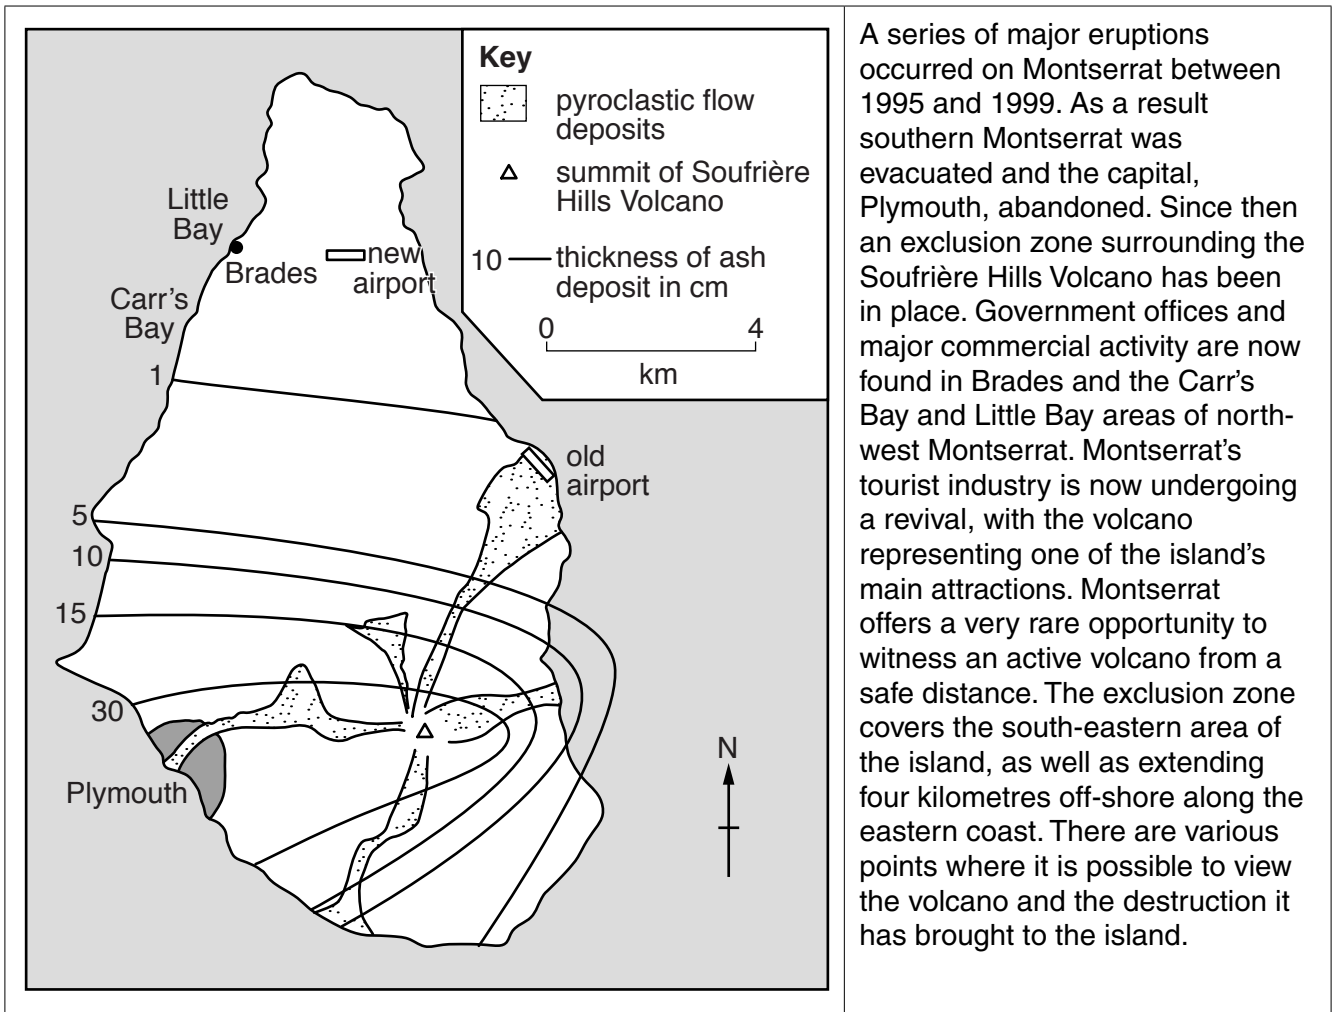 Key
pyroclastic flow
deposits
summit of Soufrière
Hills Volcano
10
thickness of ash
deposit in cm
0 4
km
Little
Bay
Brades
new
airport
Carr's
Bay
1
old
airport
5
10
15
30
Plymouth
N
A series of major eruptions
occurred on Montserrat between
1995 and 1999. As a result
southern Montserrat was
evacuated and the capital,
Plymouth, abandoned. Since then
an exclusion zone surrounding the
Soufrière Hills Volcano has been
in place. Government offices and
major commercial activity are now
found in Brades and the Carr's
Bay and Little Bay areas of north-
west Montserrat. Montserrat's
tourist industry is now undergoing
a revival, with the volcano
representing one of the island's
main attractions. Montserrat
offers a very rare opportunity to
witness an active volcano from a
safe distance. The exclusion zone
covers the south-eastern area of
the island, as well as extending
four kilometres off-shore along the
eastern coast. There are various
points where it is possible to view
the volcano and the destruction it
has brought to the island.